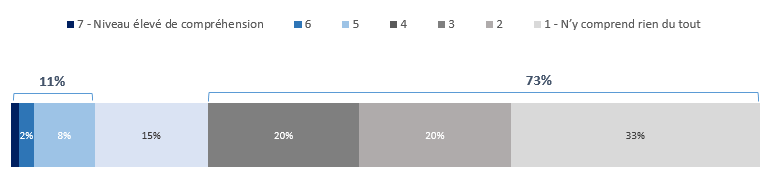 7 - Niveau élevé de compréhension 6 5 4 3 2 1 - N'y comprend rien du tout
11% 73%
2% 8% 15% 20% 20% 33%